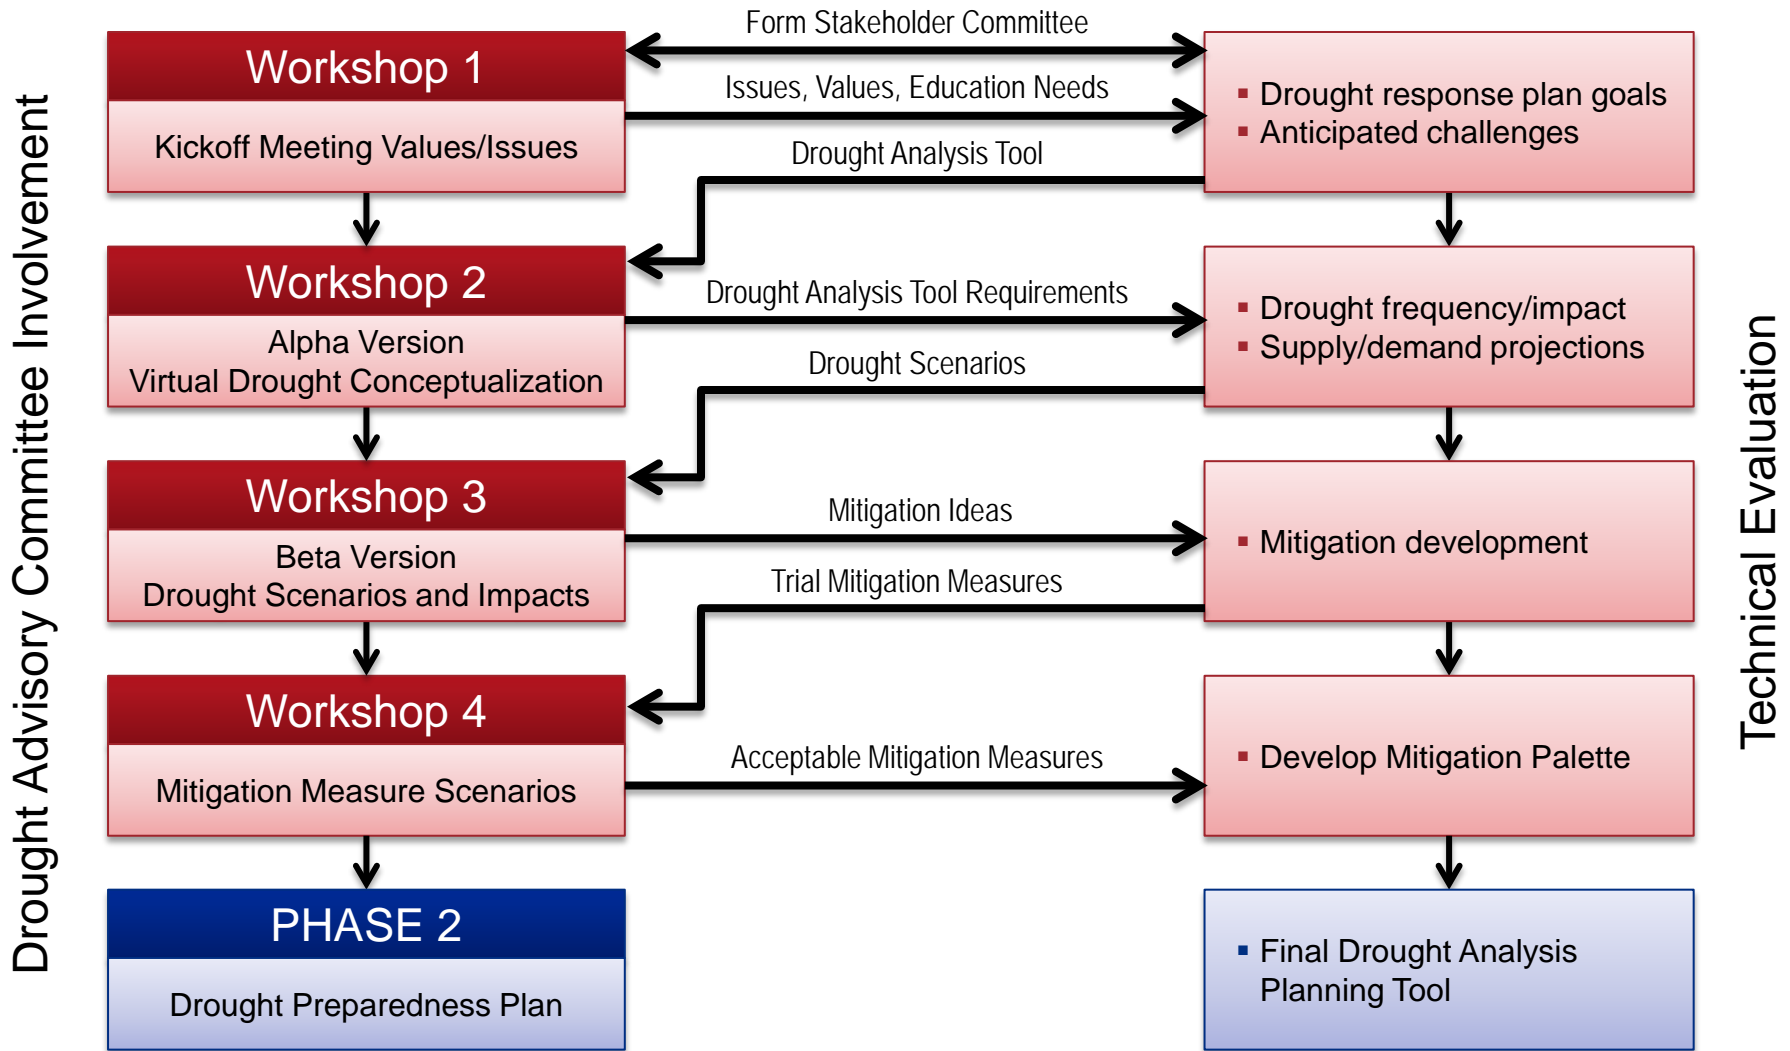 Drought Advisory Committee Involvement
Workshop 1
Kickoff Meeting Values/Issues
Form Stakeholder Committee
Issues, Values, Education Needs
Drought Analysis Tool
▪ Drought response plan goals
▪ Anticipated challenges
Workshop 2
Alpha Version
Virtual Drought Conceptualization
Drought Analysis Tool Requirements
Drought Scenarios
▪ Drought frequency/impact
▪ Supply/demand projections
Workshop 3
Beta Version
Drought Scenarios and Impacts
Mitigation Ideas
Trial Mitigation Measures
▪ Mitigation development
Workshop 4
Mitigation Measure Scenarios
Acceptable Mitigation Measures
▪ Develop Mitigation Palette
PHASE 2
Drought Preparedness Plan
▪ Final Drought Analysis
Planning Tool
Technical Evaluation